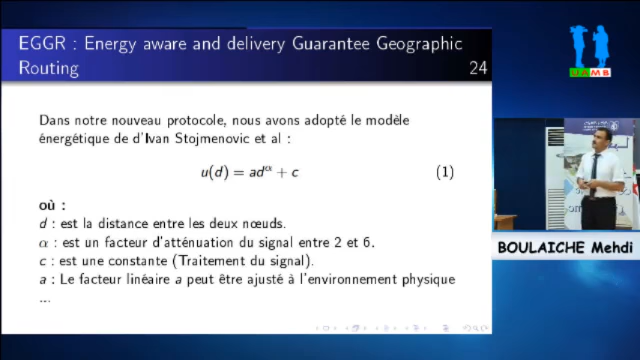 EGGR : Energy aware and delivery Guarantee Geographic
Routing
24
Dans notre nouveau protocole, nous avons adopté le modèle
énergétique de d'Ivan Stojmenovic et al :
u(d) = ad^α + c (1)
où :
d : est la distance entre les deux nœuds.
α : est un facteur d'atténuation du signal entre 2 et 6.
c : est une constante (Traitement du signal).
a : Le facteur linéaire a peut être ajusté à l'environnement physique
...
UAMB
BOULAICHE Mehdi